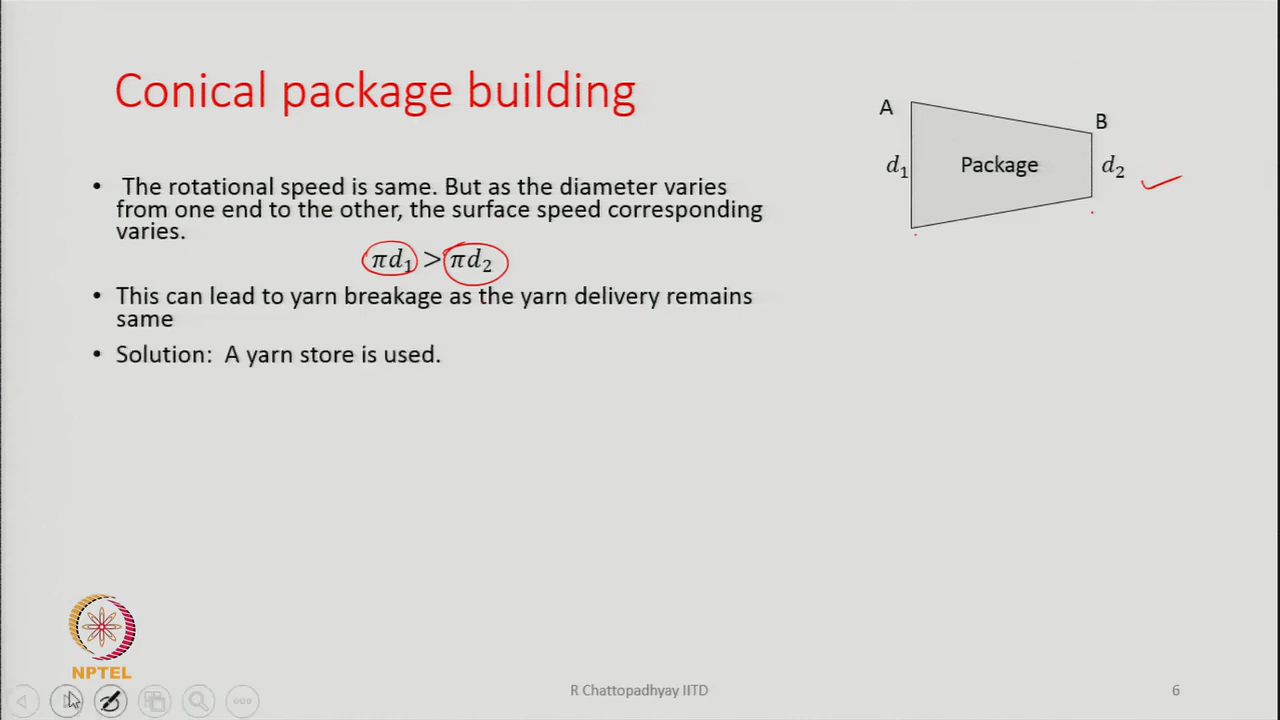 Conical package building
• The rotational speed is same. But as the diameter varies
from one end to the other, the surface speed corresponding
varies.
πd₁ > πd₂
• This can lead to yarn breakage as the yarn delivery remains
same
• Solution: A yarn store is used.
A
B
d₁
Package
d₂
NPTEL
R Chattopadhyay IITD
6